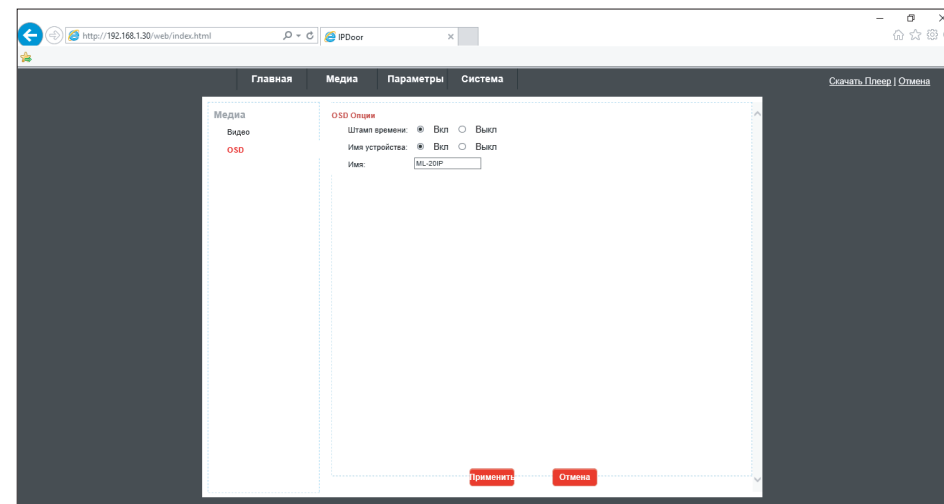 http://192.168.1.30/web/index.html
IPDoor
Главная Медиа Параметры Система
Скачать Плеер | Отмена
Медиа
Видео
OSD
OSD Опции
Штамп времени: Вкл Выкл
Имя устройства: Вкл Выкл
Имя: ML-20IP
Применить Отмена